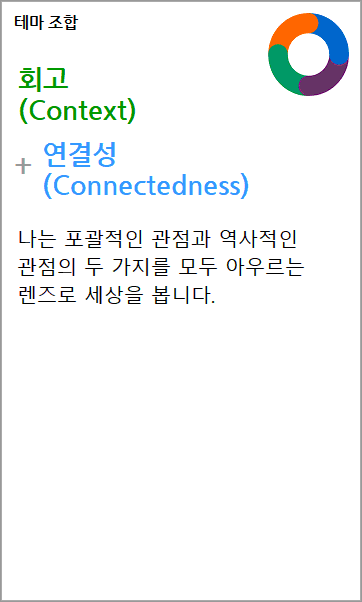 테마 조합
회고
(Context)
+ 연결성
(Connectedness)
나는 포괄적인 관점과 역사적인
관점의 두 가지를 모두 아우르는
렌즈로 세상을 봅니다.